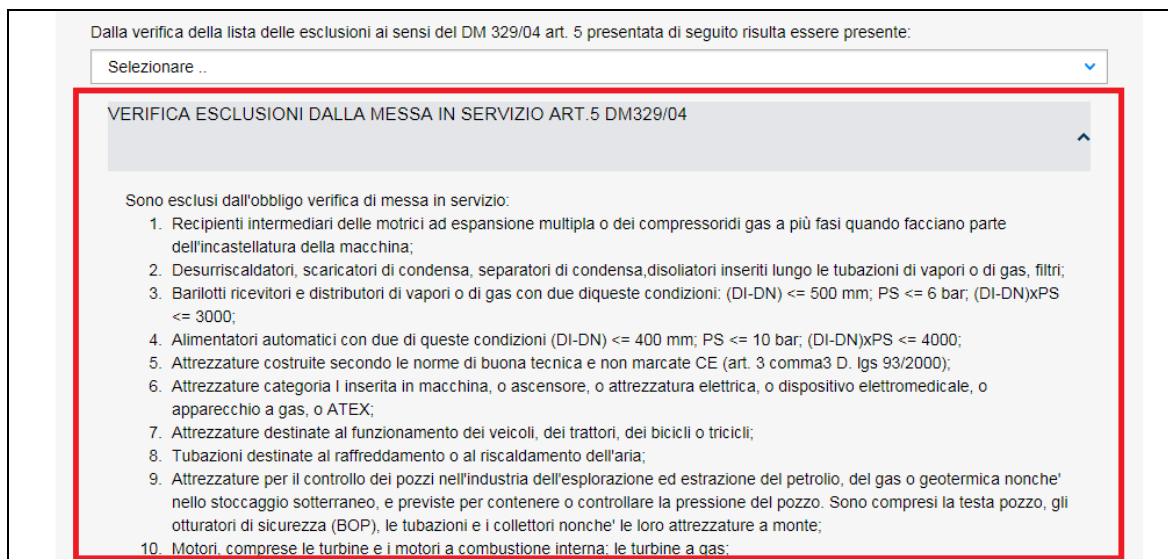 Dalla verifica della lista delle esclusioni ai sensi del DM 329/04 art. 5 presentata di seguito risulta essere presente:
Selezionare ..
VERIFICA ESCLUSIONI DALLA MESSA IN SERVIZIO ART.5 DM329/04
Sono esclusi dall'obbligo verifica di messa in servizio:
1. Recipienti intermediari delle motrici ad espansione multipla o dei compressoridi gas a più fasi quando facciano parte
dell'incastellatura della macchina;
2. Desurriscaldatori, scaricatori di condensa, separatori di condensa,disoliatori inseriti lungo le tubazioni di vapori o di gas, filtri;
3. Barilotti ricevitori e distributori di vapori o di gas con due diqueste condizioni: (DI-DN) <= 500 mm; PS <= 6 bar; (DI-DN)xPS
<= 3000;
4. Alimentatori automatici con due di queste condizioni (DI-DN) <= 400 mm; PS <= 10 bar; (DI-DN)xPS <= 4000;
5. Attrezzature costruite secondo le norme di buona tecnica e non marcate CE (art. 3 comma3 D. lgs 93/2000);
6. Attrezzature categoria I inserita in macchina, o ascensore, o attrezzatura elettrica, o dispositivo elettromedicale, o
apparecchio a gas, o ATEX;
7. Attrezzature destinate al funzionamento dei veicoli, dei trattori, dei bicicli o tricicli;
8. Tubazioni destinate al raffreddamento o al riscaldamento dell'aria;
9. Attrezzature per il controllo dei pozzi nell'industria dell'esplorazione ed estrazione del petrolio, del gas o geotermica nonche'
nello stoccaggio sotterraneo, e previste per contenere o controllare la pressione del pozzo. Sono compresi la testa pozzo, gli
otturatori di sicurezza (BOP), le tubazioni e i collettori nonche' le loro attrezzature a monte;
10. Motori, comprese le turbine e i motori a combustione interna; le turbine a gas;